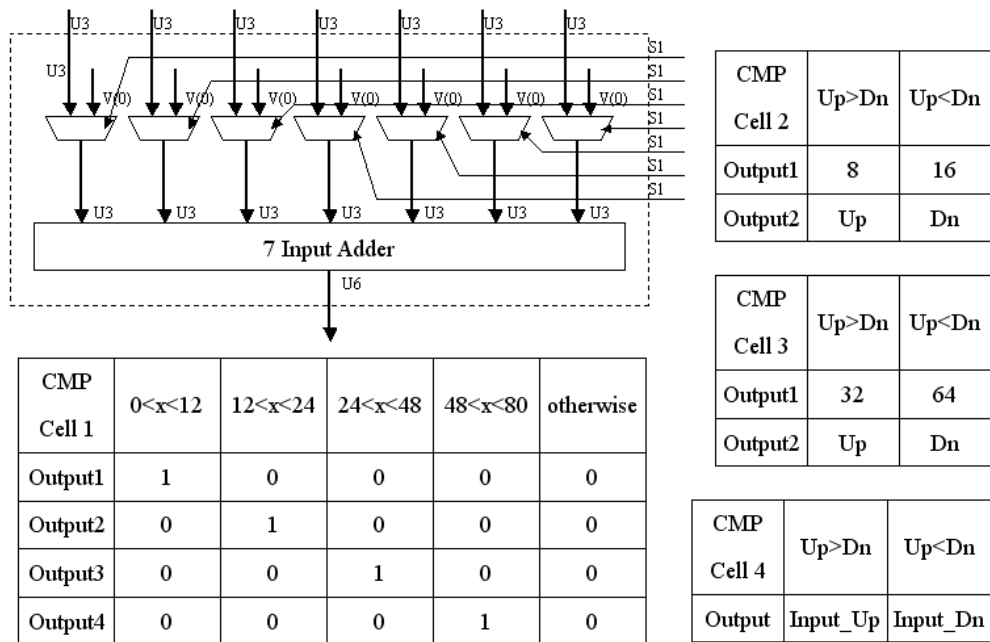 U3 U3 U3 U3 U3 U3 U3
S1
U3
S1
V(0) V(0) V(0) V(0) V(0) V(0) V(0)
S1
S1
S1
S1
S1
U3 U3 U3 U3 U3 U3 U3
7 Input Adder
U6
CMP Cell 2 Up>Dn Up<Dn
Output1 8 16
Output2 Up Dn
CMP Cell 3 Up>Dn Up<Dn
Output1 32 64
Output2 Up Dn
CMP Cell 1 0<x<12 12<x<24 24<x<48 48<x<80 otherwise
Output1 1 0 0 0 0
Output2 0 1 0 0 0
Output3 0 0 1 0 0
Output4 0 0 0 1 0
CMP Cell 4 Up>Dn Up<Dn
Output Input_Up Input_Dn